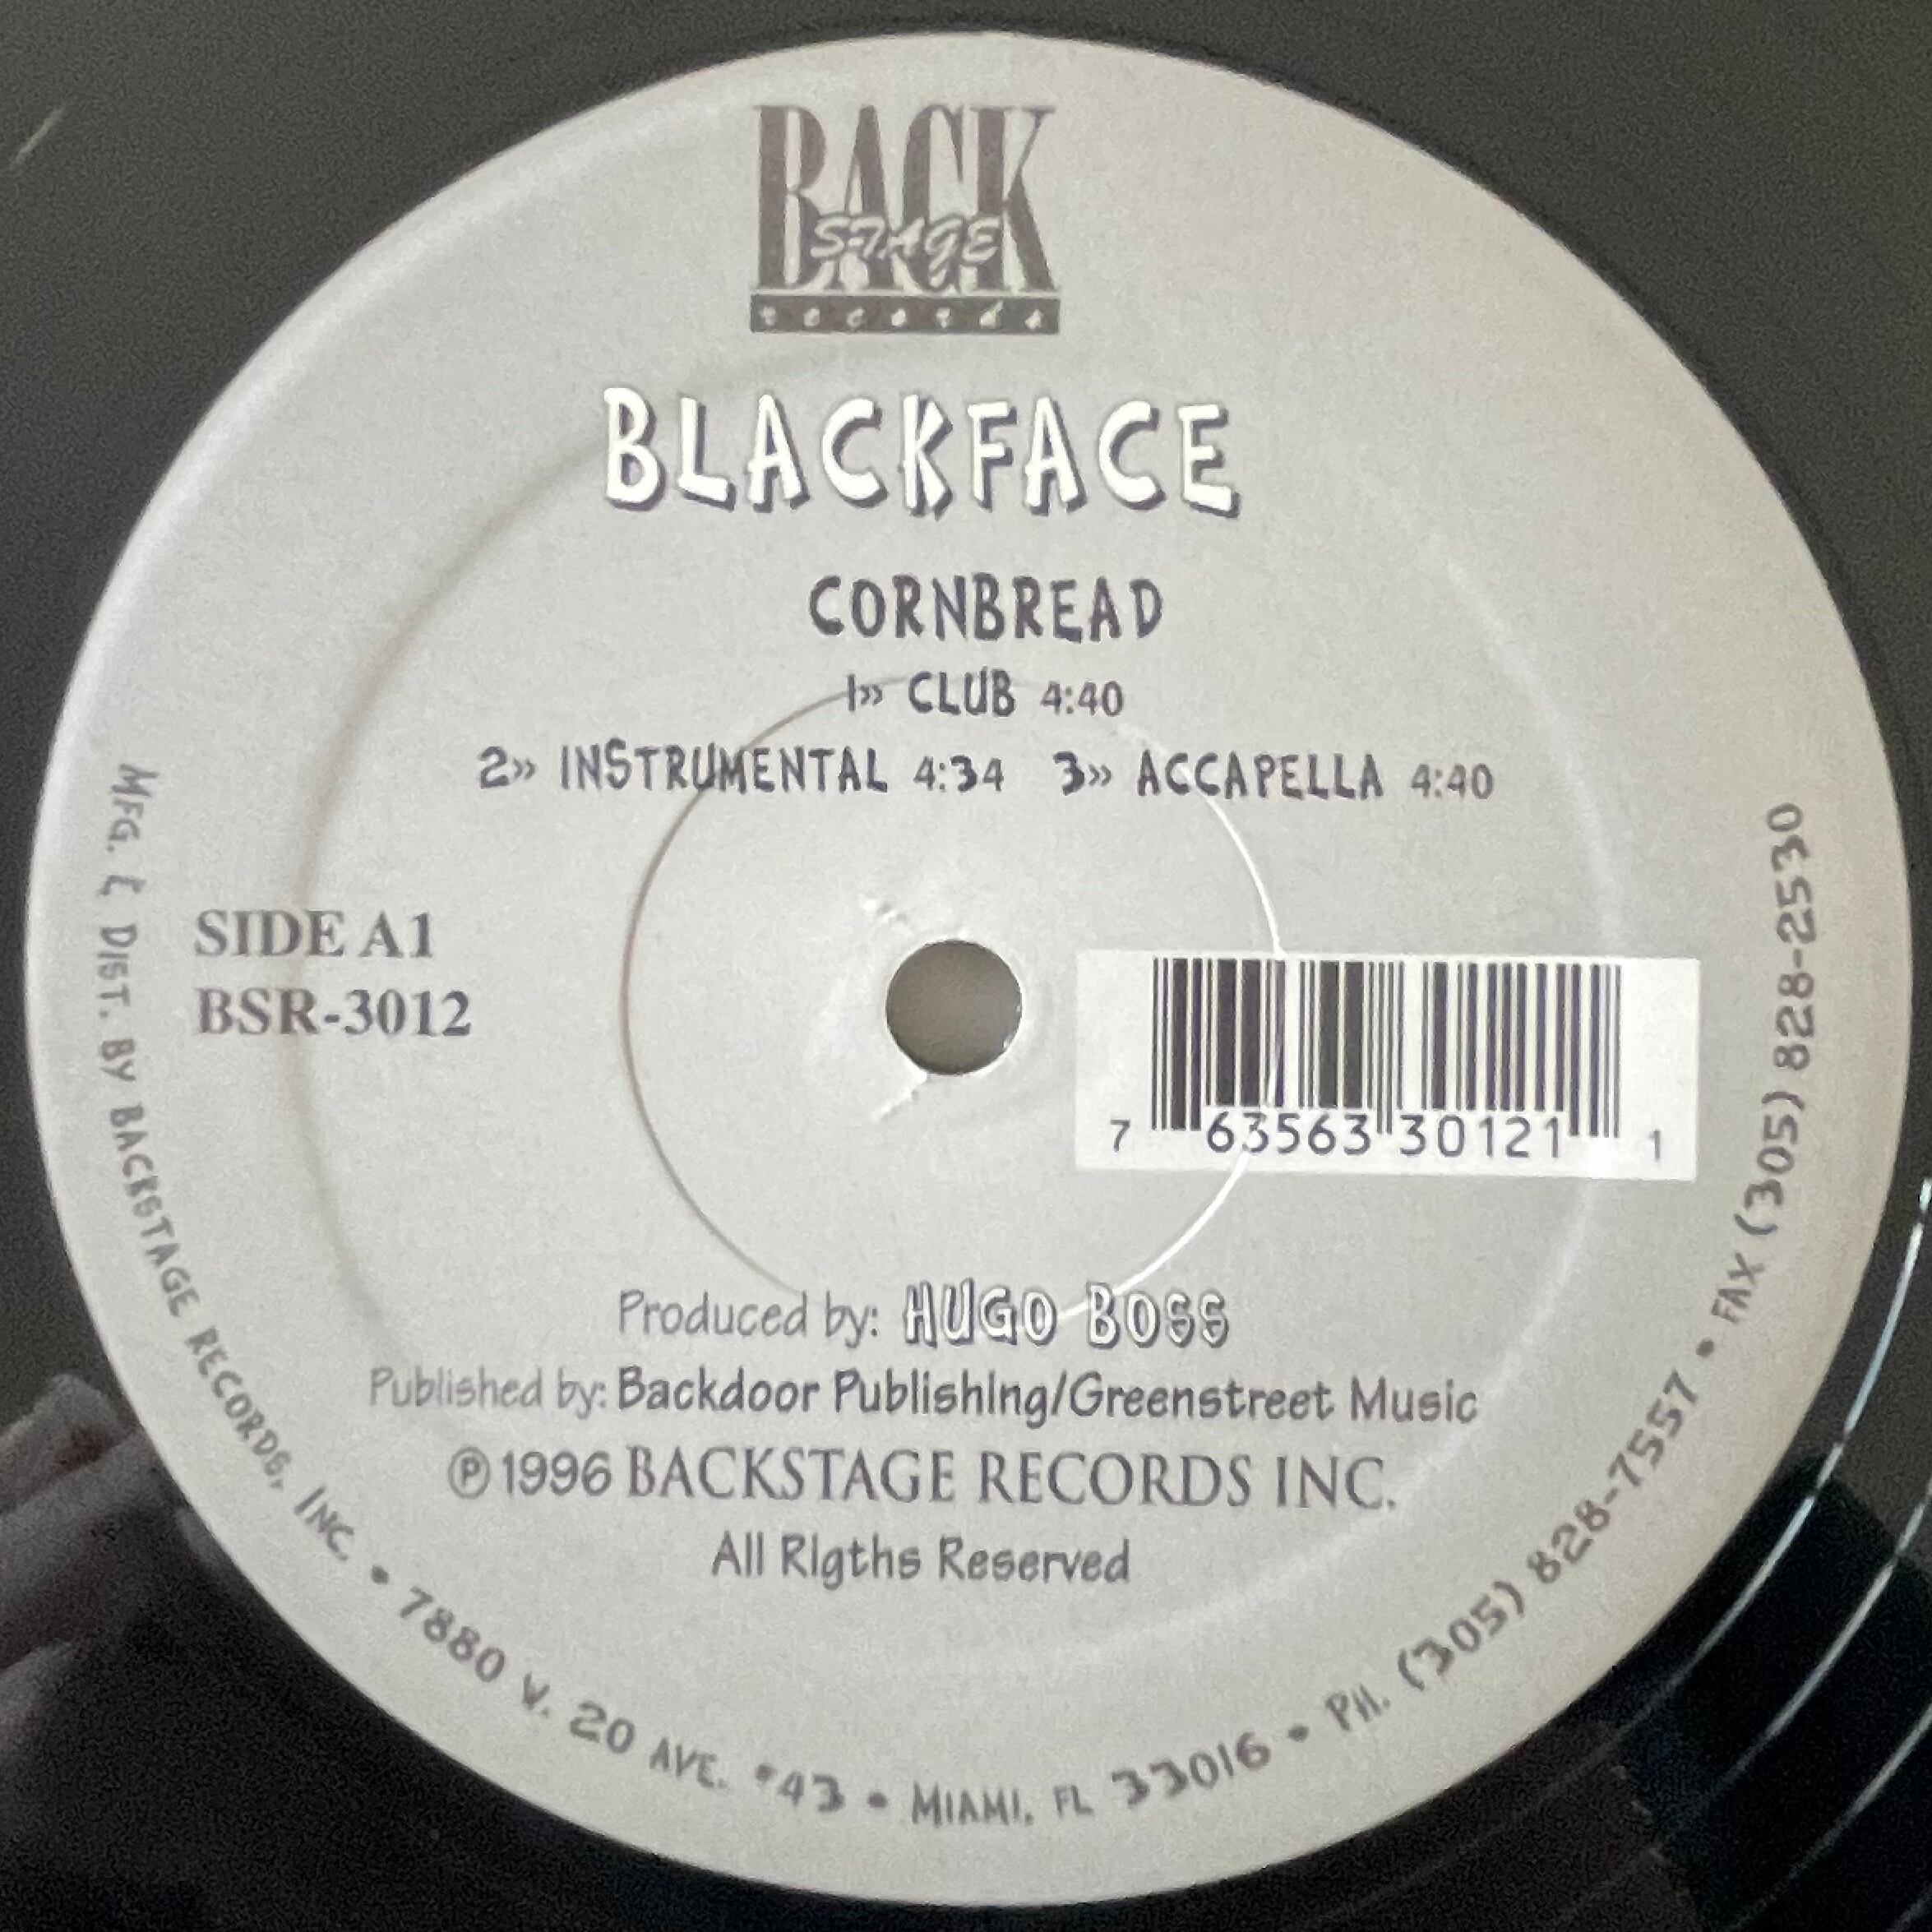 BACK
STAGE
records
BLACKFACE
CORNBREAD
1» CLUB 4:40
2» INSTRUMENTAL 4:34 3» ACCAPELLA 4:40
SIDE A1
BSR-3012
7 63563 30121 1
Produced by: HUGO BOSS
Published by: Backdoor PublishIng/Greenstreet Music
℗1996 BACKSTAGE RECORDS INC.
All RIgths Reserved
MFG. & DIST. BY BACKSTAGE RECORDS, INC. • 7880 W. 20 AVE. #43 • MIAMI, FL 33016 • PH. (305) 828-7557 • FAX (305) 828-2530